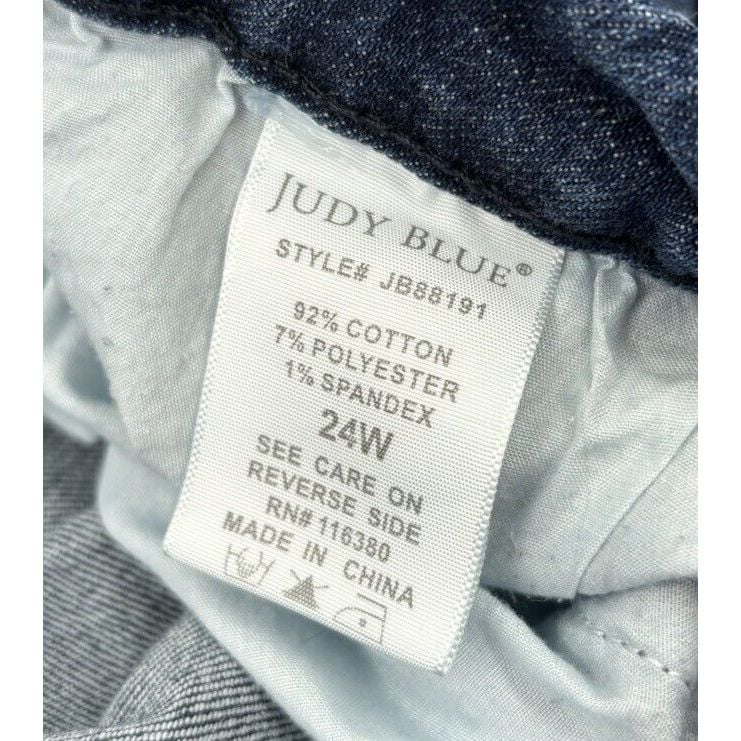 JUDY BLUE®
STYLE# JB88191
92% COTTON
7% POLYESTER
1% SPANDEX
24W
SEE CARE ON
REVERSE SIDE
RN# 116380
MADE IN CHINA